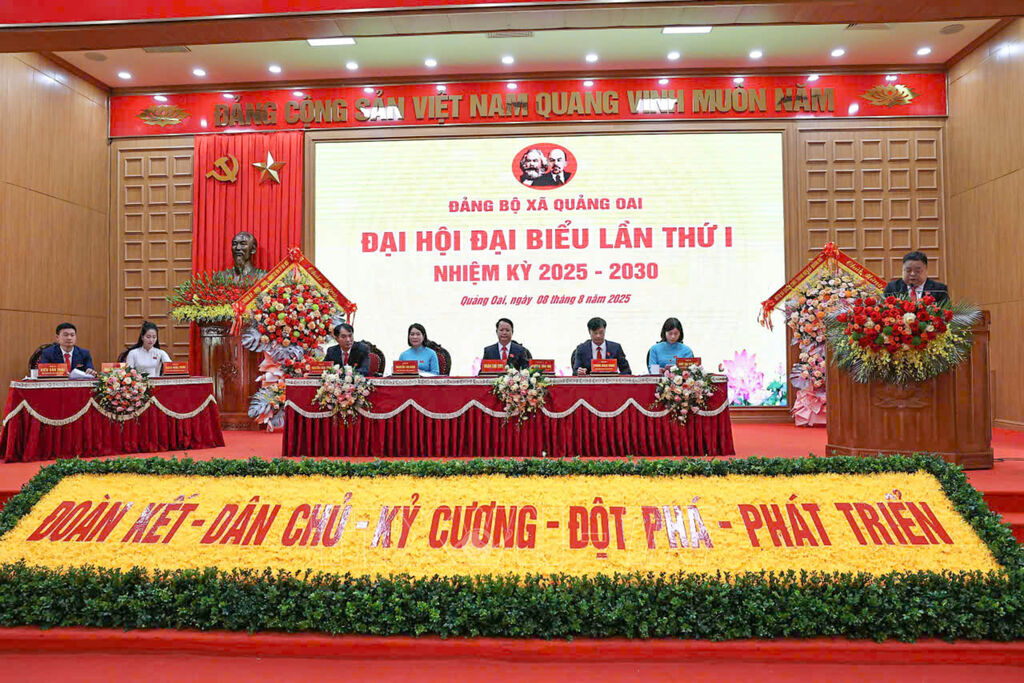 ĐẢNG CỘNG SẢN VIỆT NAM QUANG VINH MUÔN NĂM
ĐẢNG BỘ XÃ QUẢNG OAI
ĐẠI HỘI ĐẠI BIỂU LẦN THỨ I
NHIỆM KỲ 2025 - 2030
Quảng Oai, ngày 08 tháng 8 năm 2025
ĐOÀN KẾT - DÂN CHỦ - KỶ CƯƠNG - ĐỘT PHÁ - PHÁT TRIỂN